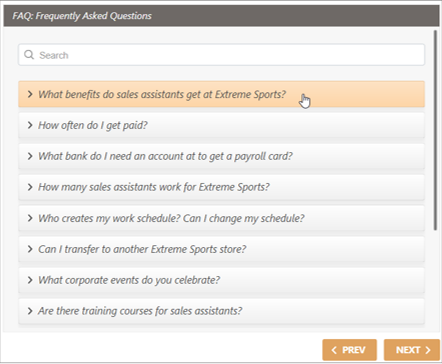 FAQ: Frequently Asked Questions
Search
What benefits do sales assistants get at Extreme Sports?
How often do I get paid?
What bank do I need an account at to get a payroll card?
How many sales assistants work for Extreme Sports?
Who creates my work schedule? Can I change my schedule?
Can I transfer to another Extreme Sports store?
What corporate events do you celebrate?
Are there training courses for sales assistants?
PREV NEXT